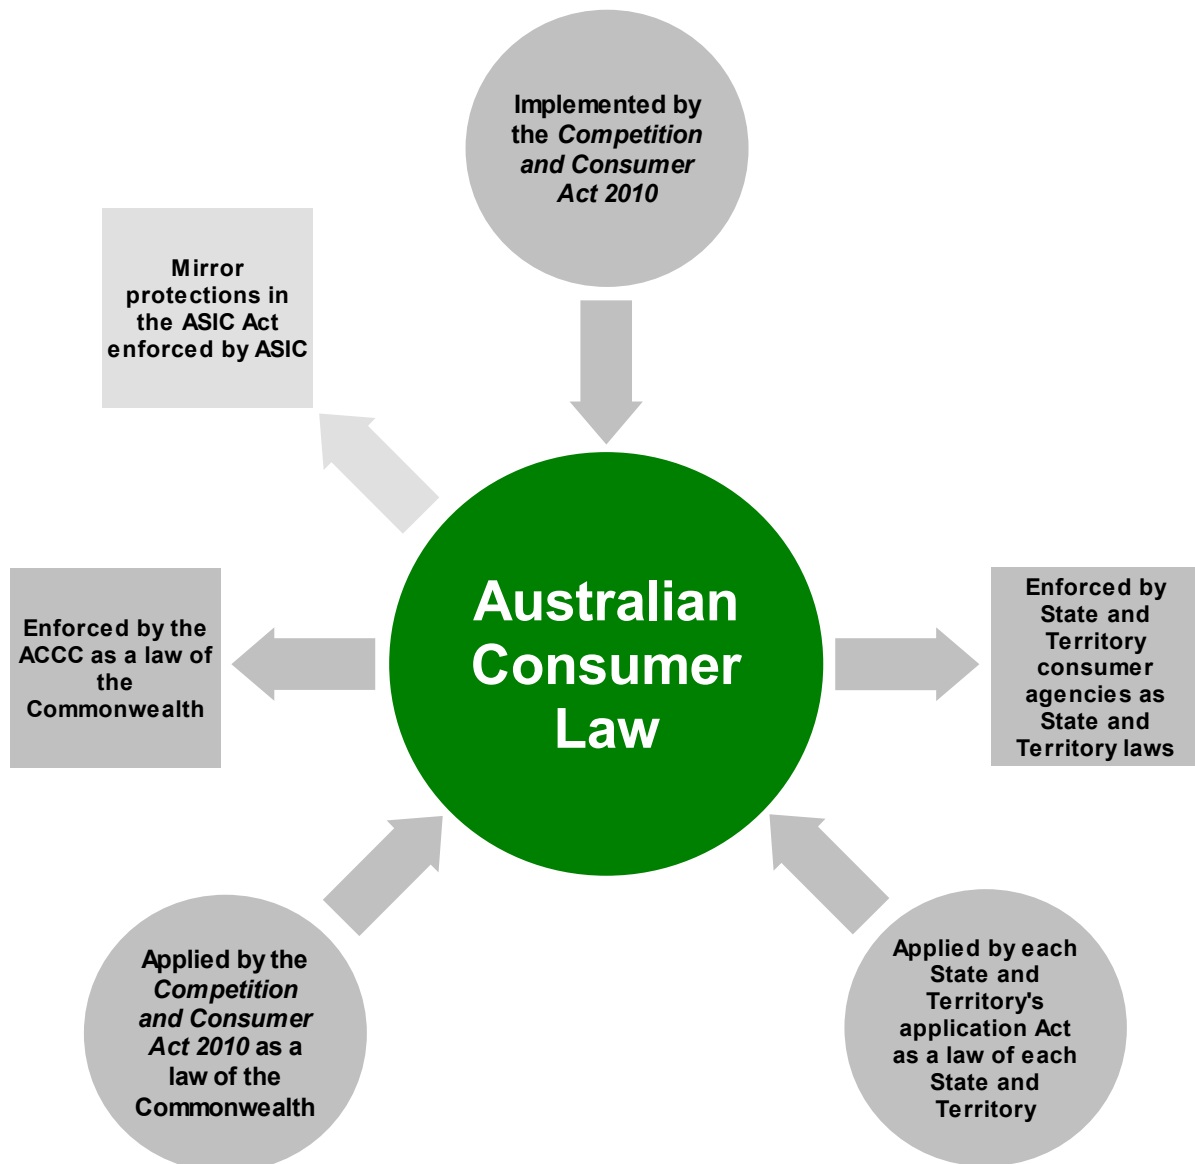 Implemented by
the Competition
and Consumer
Act 2010
Mirror
protections in
the ASIC Act
enforced by ASIC
Australian
Consumer
Law
Enforced by the
ACCC as a law of
the
Commonwealth
Enforced by
State and
Territory
consumer
agencies as
State and
Territory laws
Applied by the
Competition
and Consumer
Act 2010 as a
law of the
Commonwealth
Applied by each
State and
Territory's
application Act
as a law of each
State and
Territory